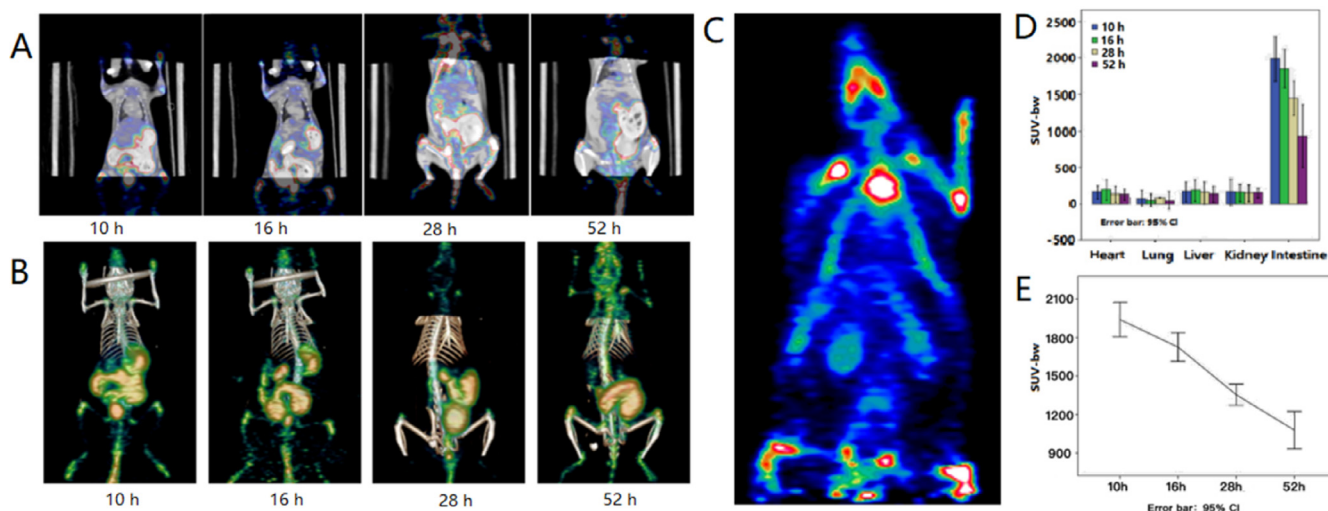 A
10 h 16 h 28 h 52 h
B
10 h 16 h 28 h 52 h
C
D
2500
2000
1500
1000
500
0
-500
SUV-bw
10 h
16 h
28 h
52 h
Error bar: 95% CI
Heart Lung Liver Kidney Intestine
E
2100
1800
1500
1200
900
SUV-bw
10h 16h 28h 52h
Error bar: 95% CI